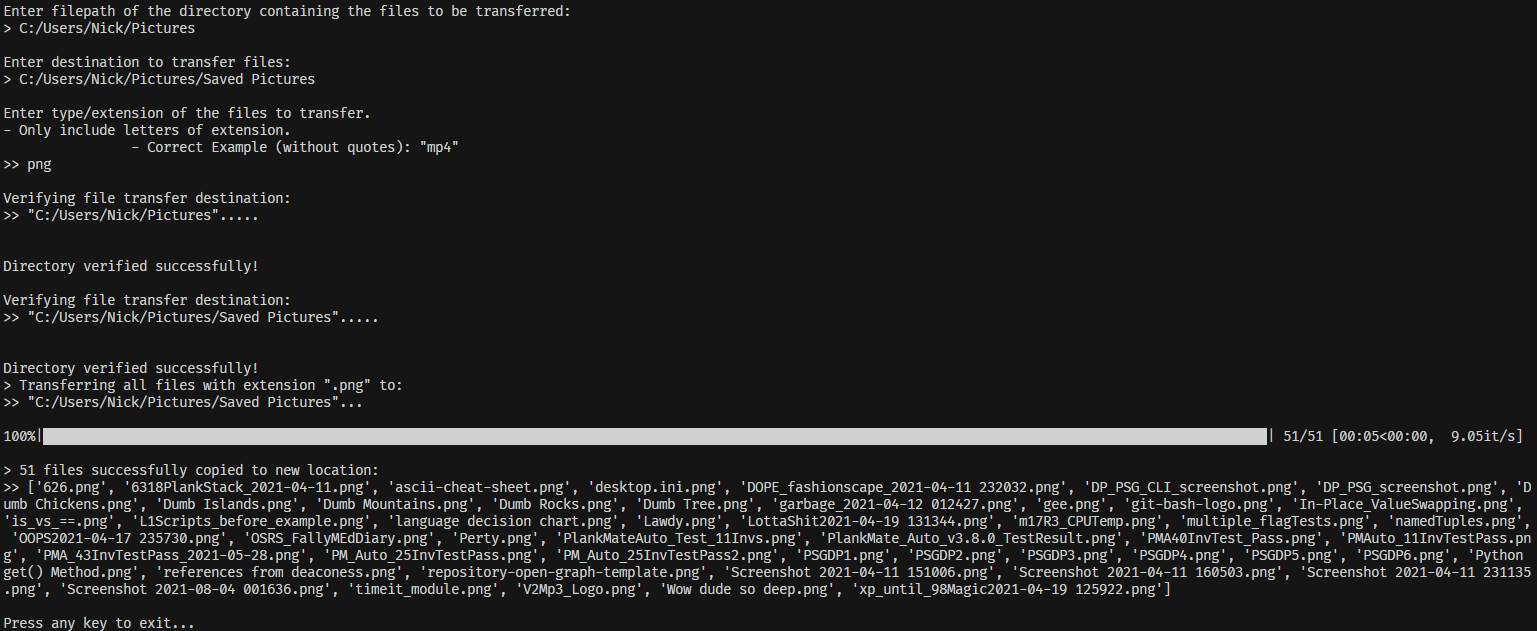 Enter filepath of the directory containing the files to be transferred:
> C:/Users/Nick/Pictures
Enter destination to transfer files:
> C:/Users/Nick/Pictures/Saved Pictures
Enter type/extension of the files to transfer.
- Only include letters of extension.
- Correct Example (without quotes): "mp4"
>> png
Verifying file transfer destination:
>> "C:/Users/Nick/Pictures".....
Directory verified successfully!
Verifying file transfer destination:
>> "C:/Users/Nick/Pictures/Saved Pictures".....
Directory verified successfully!
> Transferring all files with extension ".png" to:
>> "C:/Users/Nick/Pictures/Saved Pictures"...
100%| | 51/51 [00:05<00:00, 9.05it/s]
> 51 files successfully copied to new location:
>> ['626.png', '6318PlankStack_2021-04-11.png', 'ascii-cheat-sheet.png', 'desktop.ini.png', 'DOPE_fashionscape_2021-04-11 232032.png', 'DP_PSG_CLI_screenshot.png', 'DP_PSG_screenshot.png', 'D
umb Chickens.png', 'Dumb Islands.png', 'Dumb Mountains.png', 'Dumb Rocks.png', 'Dumb Tree.png', 'garbage_2021-04-12 012427.png', 'gee.png', 'git-bash-logo.png', 'In-Place_ValueSwapping.png',
'is_vs_==.png', 'L1Scripts_before_example.png', 'language decision chart.png', 'Lawdy.png', 'LottaShit2021-04-19 131344.png', 'm17R3_CPUTemp.png', 'multiple_flagTests.png', 'namedTuples.png',
'OOPS2021-04-17 235730.png', 'OSRS_FallyMEdDiary.png', 'Perty.png', 'PlankMateAuto_Test_11Invs.png', 'PlankMate_Auto_v3.8.0_TestResult.png', 'PMA40InvTest_Pass.png', 'PMAuto_11InvTestPass.pn
g', 'PMA_43InvTestPass_2021-05-28.png', 'PM_Auto_25InvTestPass.png', 'PM_Auto_25InvTestPass2.png', 'PSGDP1.png', 'PSGDP2.png', 'PSGDP3.png', 'PSGDP4.png', 'PSGDP5.png', 'PSGDP6.png', 'Python
get() Method.png', 'references from deaconess.png', 'repository-open-graph-template.png', 'Screenshot 2021-04-11 151006.png', 'Screenshot 2021-04-11 160503.png', 'Screenshot 2021-04-11 231135
.png', 'Screenshot 2021-08-04 001636.png', 'timeit_module.png', 'V2Mp3_Logo.png', 'Wow dude so deep.png', 'xp_until_98Magic2021-04-19 125922.png']
Press any key to exit...